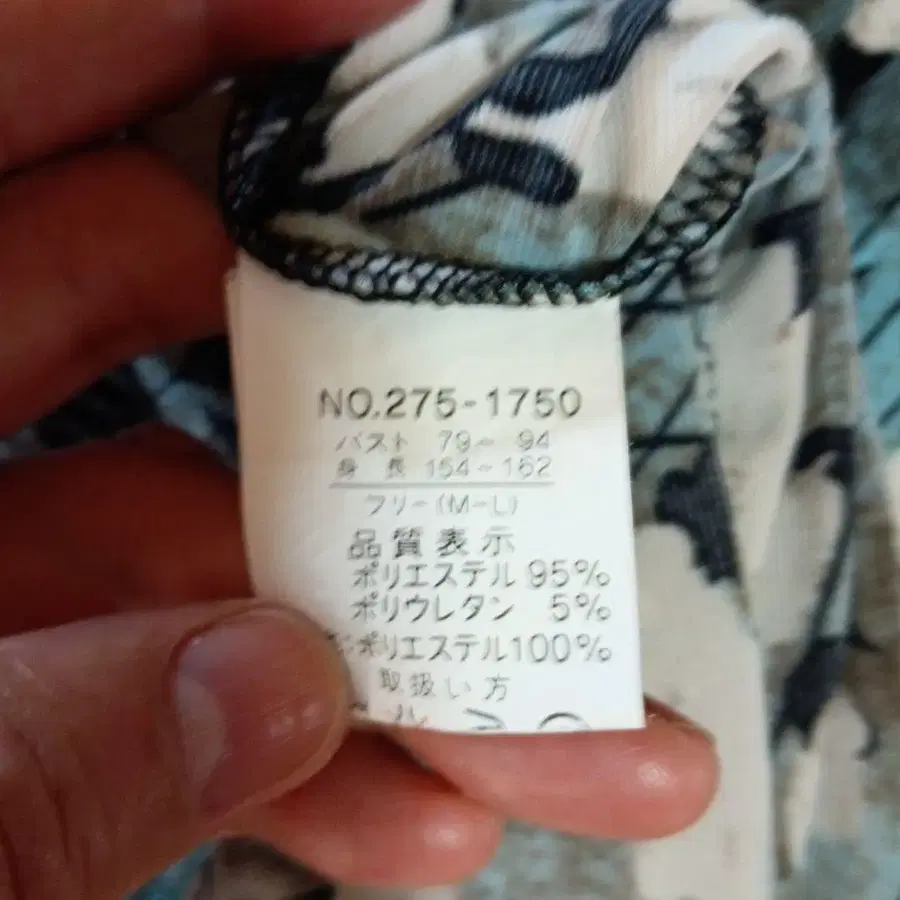 NO.275-1750
バスト 79～ 94
身 長 154～162
フリー(M-L)
品質表示
ポリエステル 95%
ポリウレタン 5%
ポリエステル100%
取扱い方